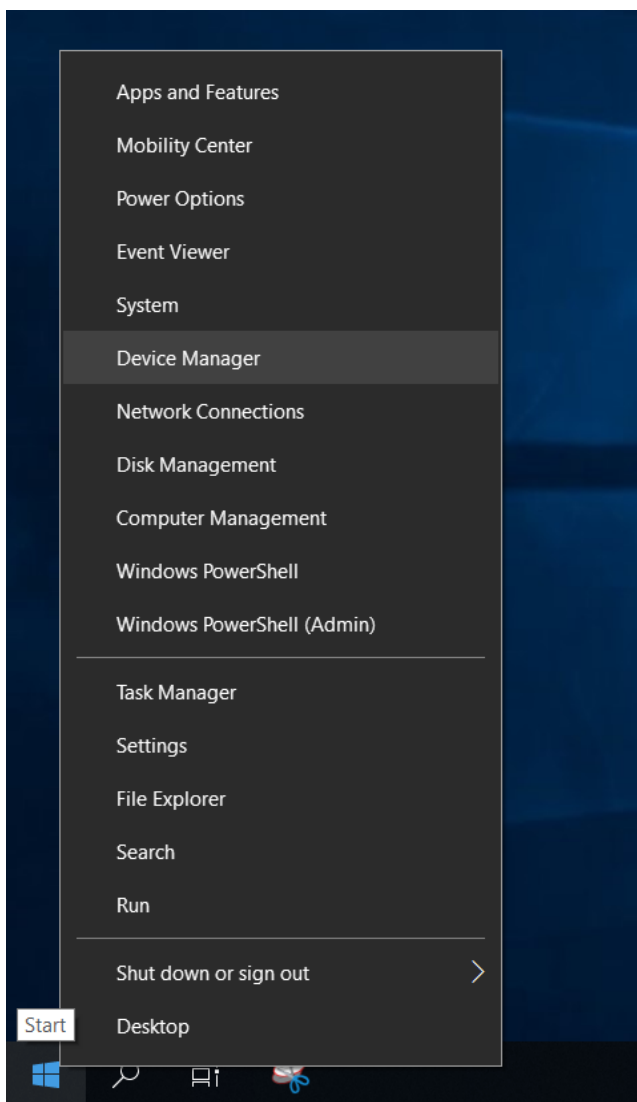 Apps and Features
Mobility Center
Power Options
Event Viewer
System
Device Manager
Network Connections
Disk Management
Computer Management
Windows PowerShell
Windows PowerShell (Admin)
Task Manager
Settings
File Explorer
Search
Run
Shut down or sign out
Desktop
Start